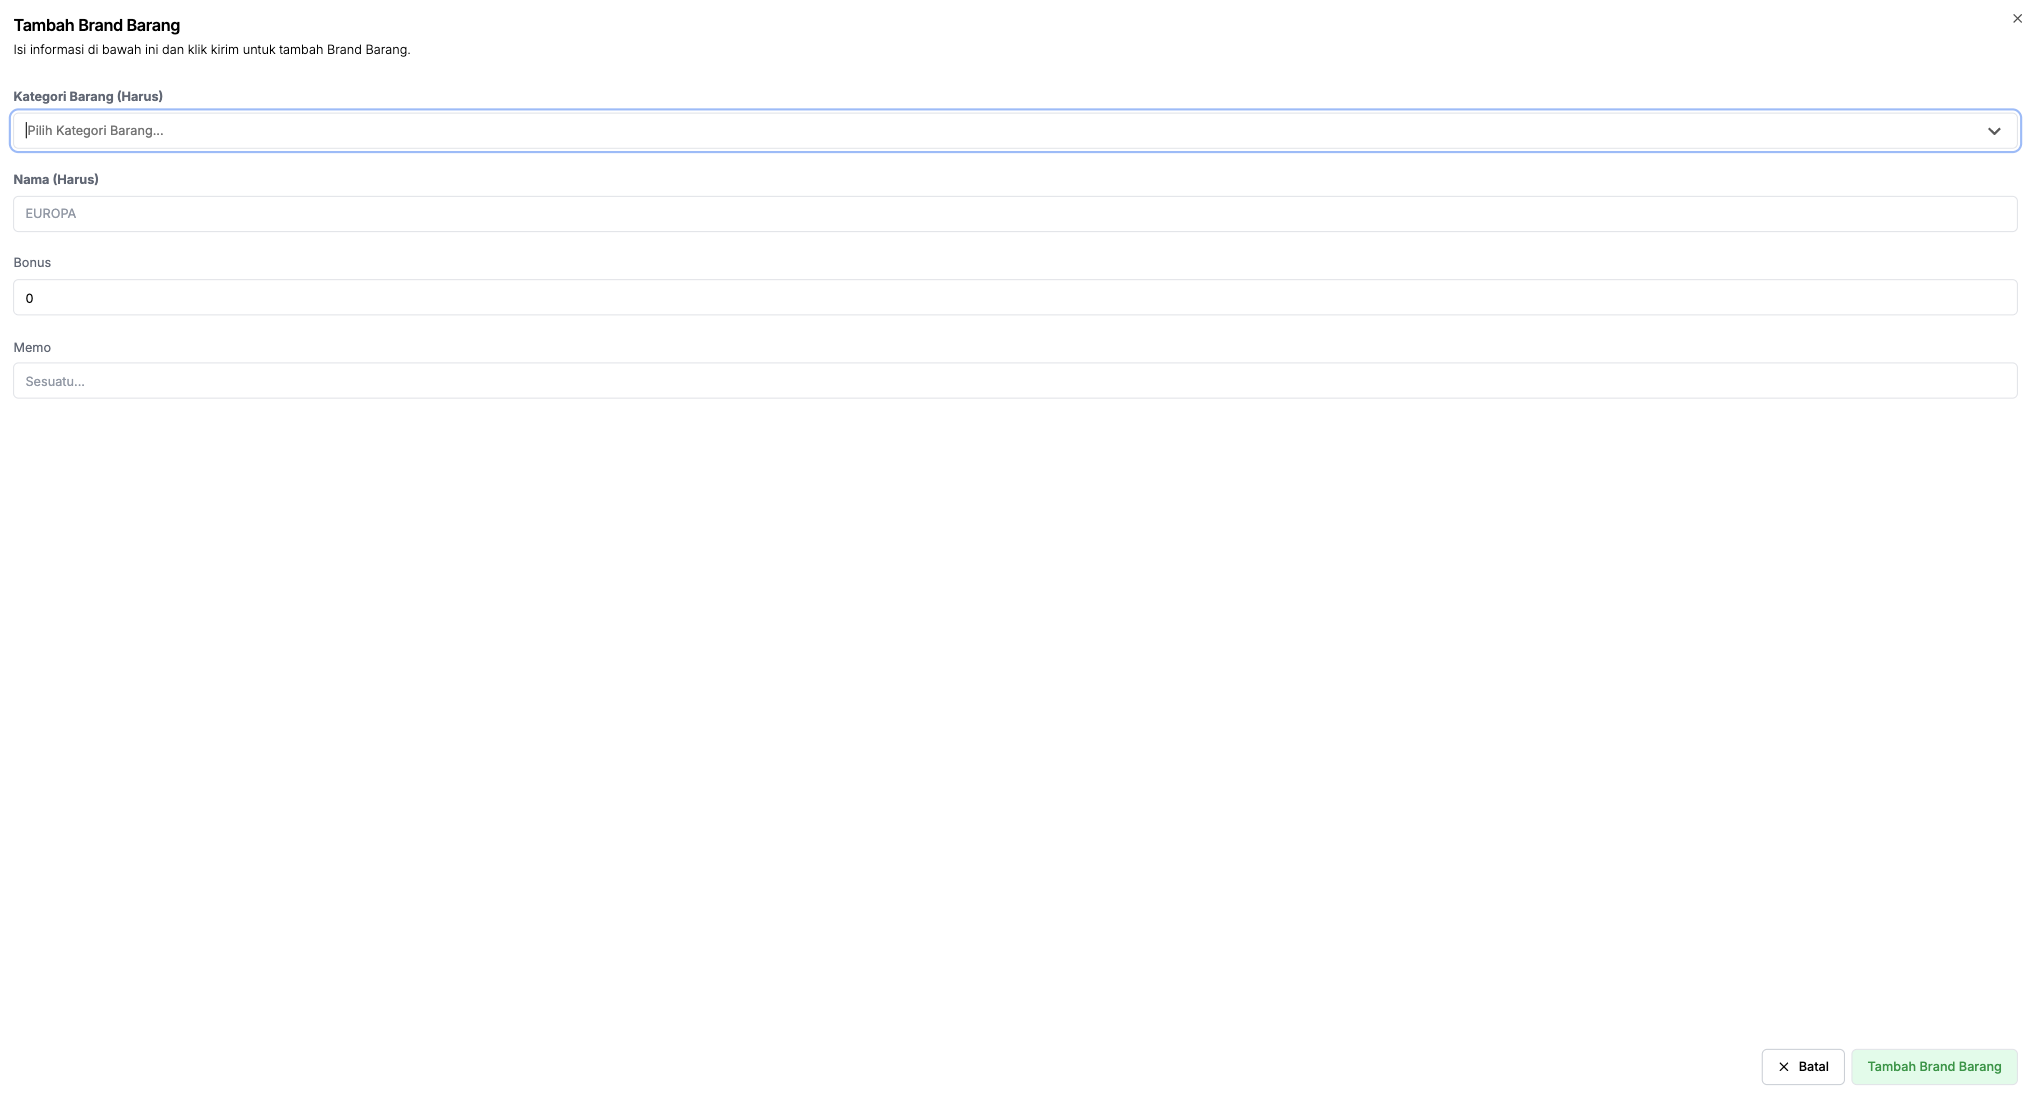 Tambah Brand Barang
Isi informasi di bawah ini dan klik kirim untuk tambah Brand Barang.
Kategori Barang (Harus)
Pilih Kategori Barang...
Nama (Harus)
EUROPA
Bonus
0
Memo
Sesuatu...
Batal
Tambah Brand Barang